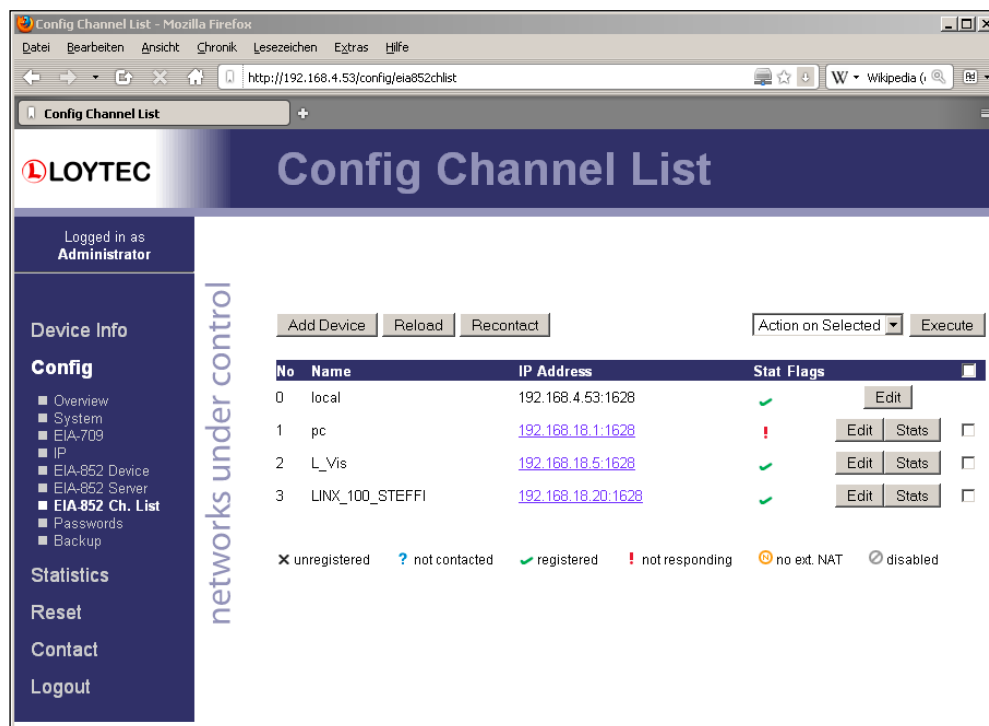 Config Channel List - Mozilla Firefox
Datei Bearbeiten Ansicht Chronik Lesezeichen Extras Hilfe
http://192.168.4.53/config/eia852chlist
W Wikipedia (
Config Channel List
LOYTEC
Config Channel List
Logged in as
Administrator
networks under control
Device Info
Config
Overview
System
EIA-709
IP
EIA-852 Device
EIA-852 Server
EIA-852 Ch. List
Passwords
Backup
Statistics
Reset
Contact
Logout
Add Device Reload Recontact Action on Selected Execute
No Name IP Address Stat Flags
0 local 192.168.4.53:1628 Edit
1 pc 192.168.18.1:1628 ! Edit Stats
2 L_Vis 192.168.18.5:1628 Edit Stats
3 LINX_100_STEFFI 192.168.18.20:1628 Edit Stats
unregistered ? not contacted registered ! not responding N no ext. NAT disabled